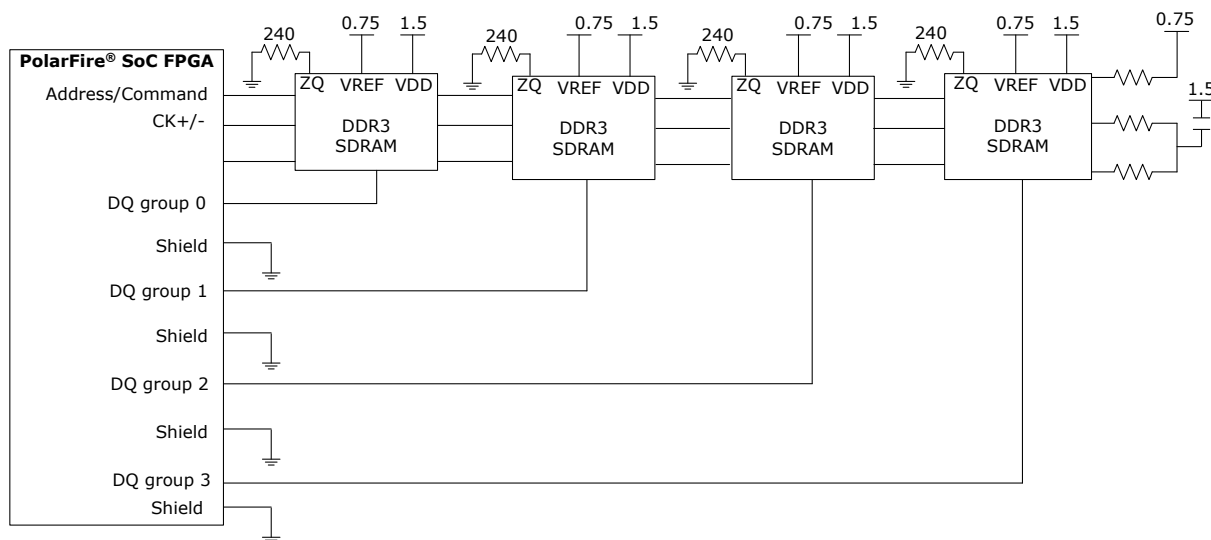 240 0.75 1.5 240 0.75 1.5 240 0.75 1.5 240 0.75 1.5 0.75
PolarFire® SoC FPGA
ZQ VREF VDD ZQ VREF VDD ZQ VREF VDD ZQ VREF VDD
1.5
Address/Command
CK+/-
DDR3 SDRAM
DDR3 SDRAM
DDR3 SDRAM
DDR3 SDRAM
DQ group 0
Shield
DQ group 1
Shield
DQ group 2
Shield
DQ group 3
Shield